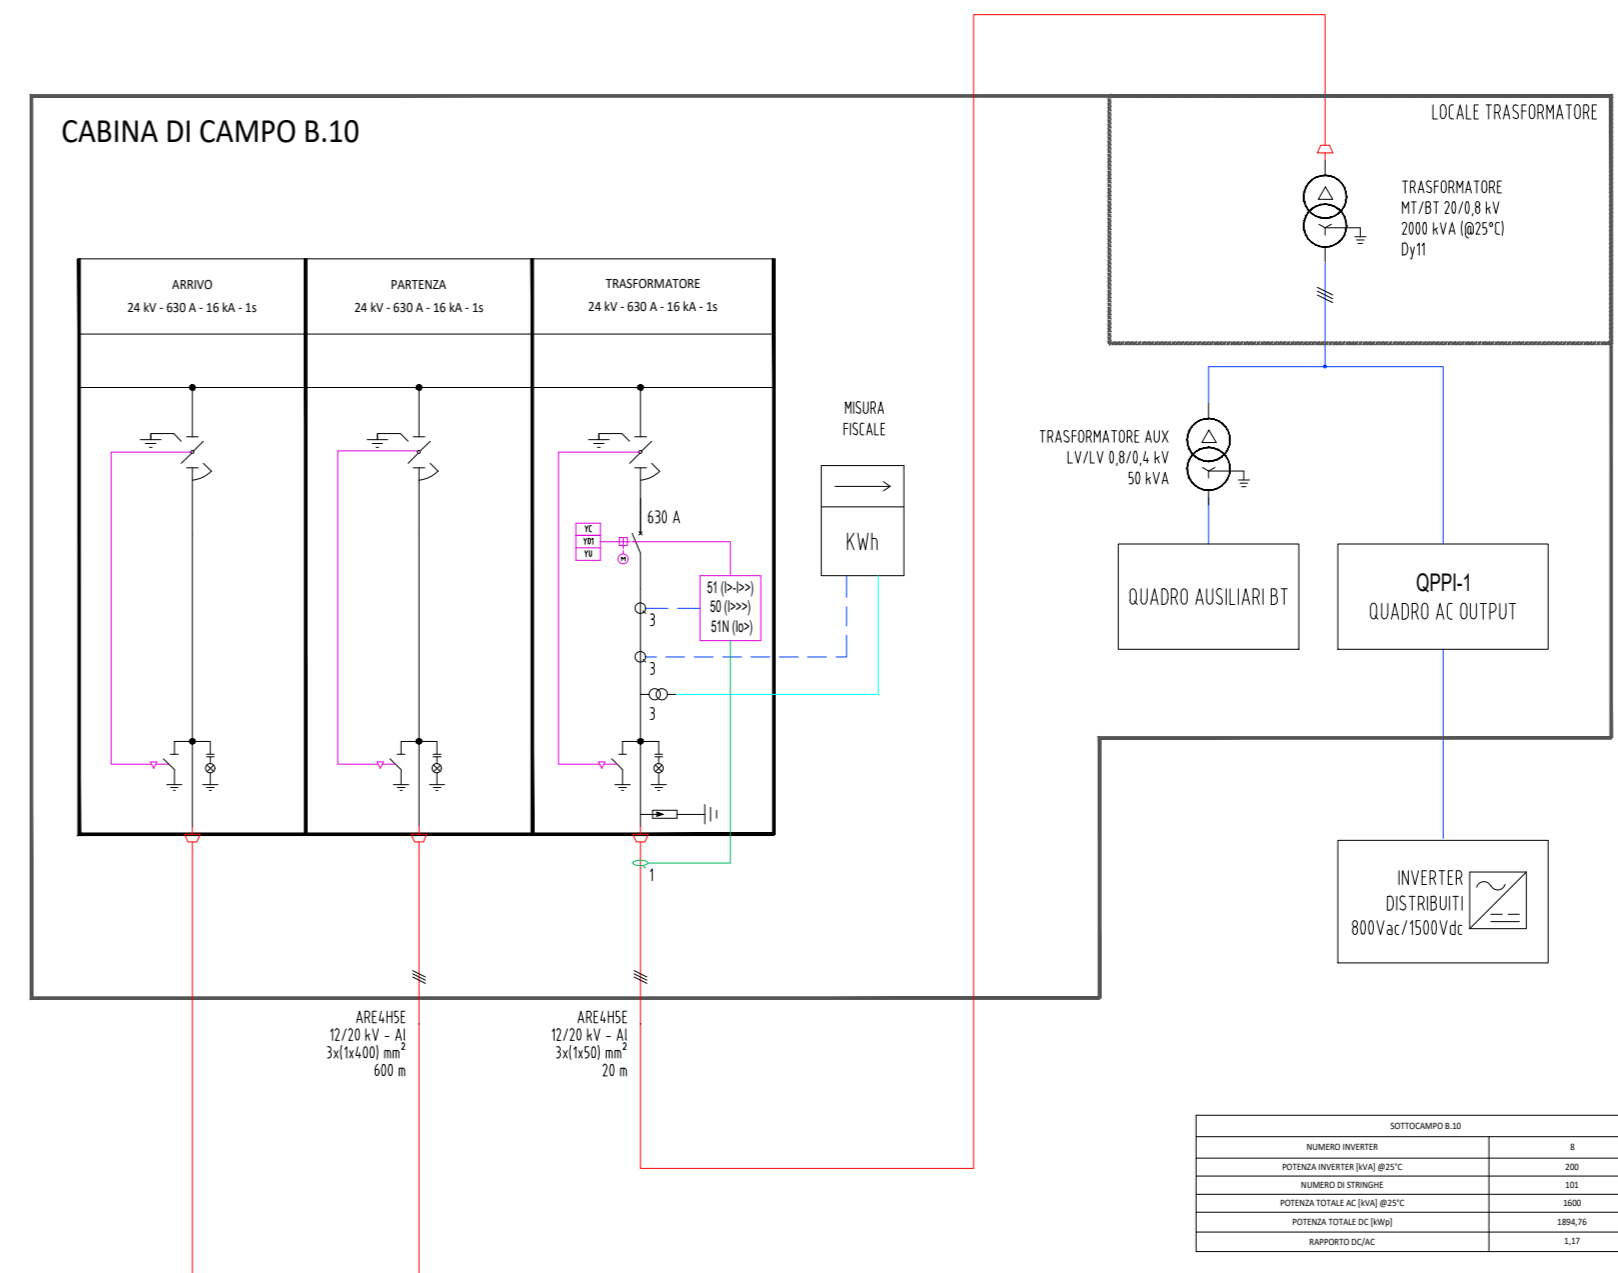 CABINA DI CAMPO B.10
LOCALE TRASFORMATORE
TRASFORMATORE
MT/BT 20/0,8 kV
2000 kVA (@25°C)
Dy11
ARRIVO
24 kV - 630 A - 16 kA - 1s
PARTENZA
24 kV - 630 A - 16 kA - 1s
TRASFORMATORE
24 kV - 630 A - 16 kA - 1s
MISURA
FISCALE
KWh
TRASFORMATORE AUX
LV/LV 0,8/0,4 kV
50 kVA
630 A
YC
YO1
YU
M
51 (I>-I>>)
50 (I>>>)
51N (Io>)
3
3
3
1
QUADRO AUSILIARI BT
QPPI-1
QUADRO AC OUTPUT
INVERTER
DISTRIBUITI
800Vac/1500Vdc
ARE4H5E
12/20 kV - Al
3x(1x400) mm²
600 m
ARE4H5E
12/20 kV - Al
3x(1x50) mm²
20 m
SOTTOCAMPO B.10
NUMERO INVERTER 8
POTENZA INVERTER [kVA] @25°C 200
NUMERO DI STRINGHE 101
POTENZA TOTALE AC [kVA] @25°C 1600
POTENZA TOTALE DC [kWp] 1894,76
RAPPORTO DC/AC 1,17